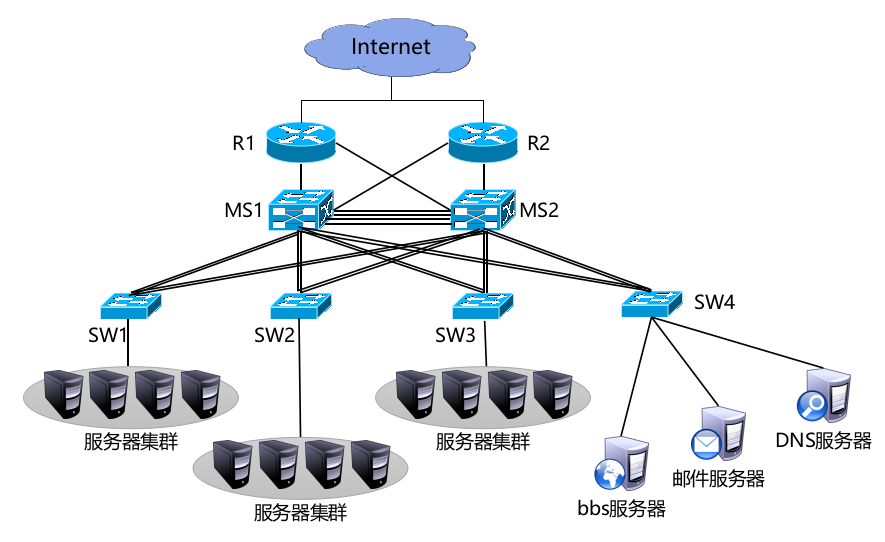 Internet
R1
R2
MS1
MS2
SW1
SW2
SW3
SW4
服务器集群
服务器集群
服务器集群
DNS服务器
邮件服务器
bbs服务器